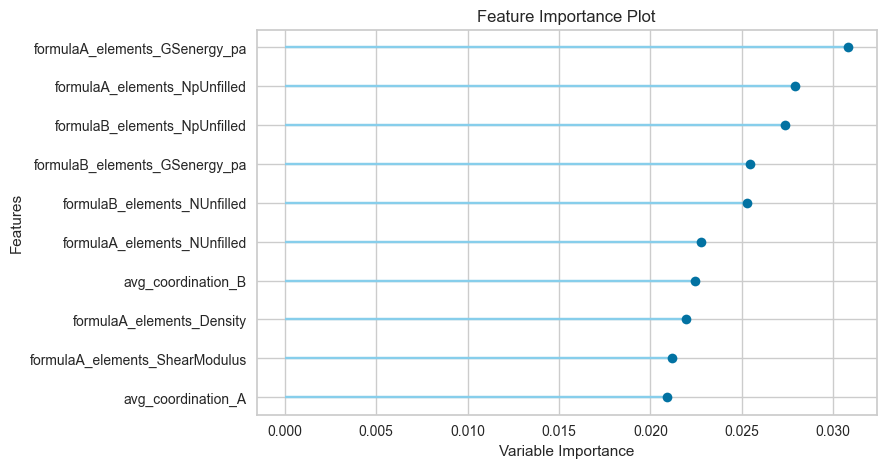 Feature Importance Plot
formulaA_elements_GSenergy_pa
formulaA_elements_NpUnfilled
formulaB_elements_NpUnfilled
formulaB_elements_GSenergy_pa
formulaB_elements_NUnfilled
formulaA_elements_NUnfilled
avg_coordination_B
formulaA_elements_Density
formulaA_elements_ShearModulus
avg_coordination_A
Features
0.000 0.005 0.010 0.015 0.020 0.025 0.030
Variable Importance